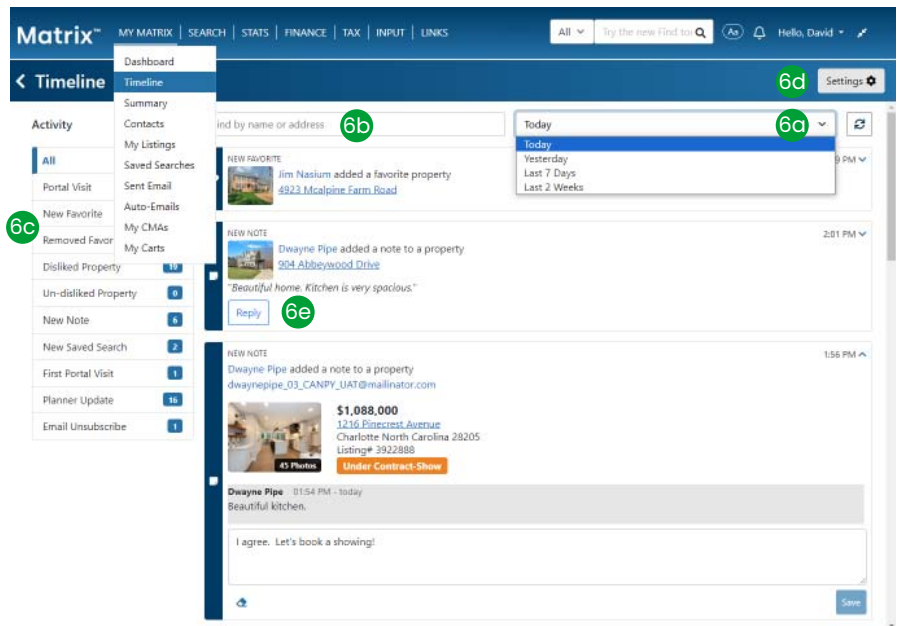 Matrix™ MY MATRIX | SEARCH | STATS | FINANCE | TAX | INPUT | LINKS All Try the new Find Aa Hello, David
Timeline 6d Settings
Dashboard
Timeline
Summary
Contacts
My Listings
Saved Searches
Sent Email
Auto-Emails
My CMAs
My Carts
Activity
All
Portal Visit
New Favorite
6c
Removed Favor
Disliked Property 19
Un-disliked Property 0
New Note 6
New Saved Search 2
First Portal Visit 1
Planner Update 16
Email Unsubscribe 1
ind by name or address 6b
Today 6a
Today
Yesterday
Last 7 Days
Last 2 Weeks
NEW FAVORITE 9 PM
Jim Nasium added a favorite property
4923 Mcalpine Farm Road
NEW NOTE 2:01 PM
Dwayne Pipe added a note to a property
904 Abbeywood Drive
"Beautiful home. Kitchen is very spacious."
Reply 6e
NEW NOTE 1:56 PM
Dwayne Pipe added a note to a property
dwaynepipe_03_CANPY_UAT@mailinator.com
$1,088,000
1216 Pinecrest Avenue
Charlotte North Carolina 28205
Listing# 3922888
45 Photos Under Contract-Show
Dwayne Pipe 01:54 PM - today
Beautiful kitchen.
I agree. Let's book a showing!
Save